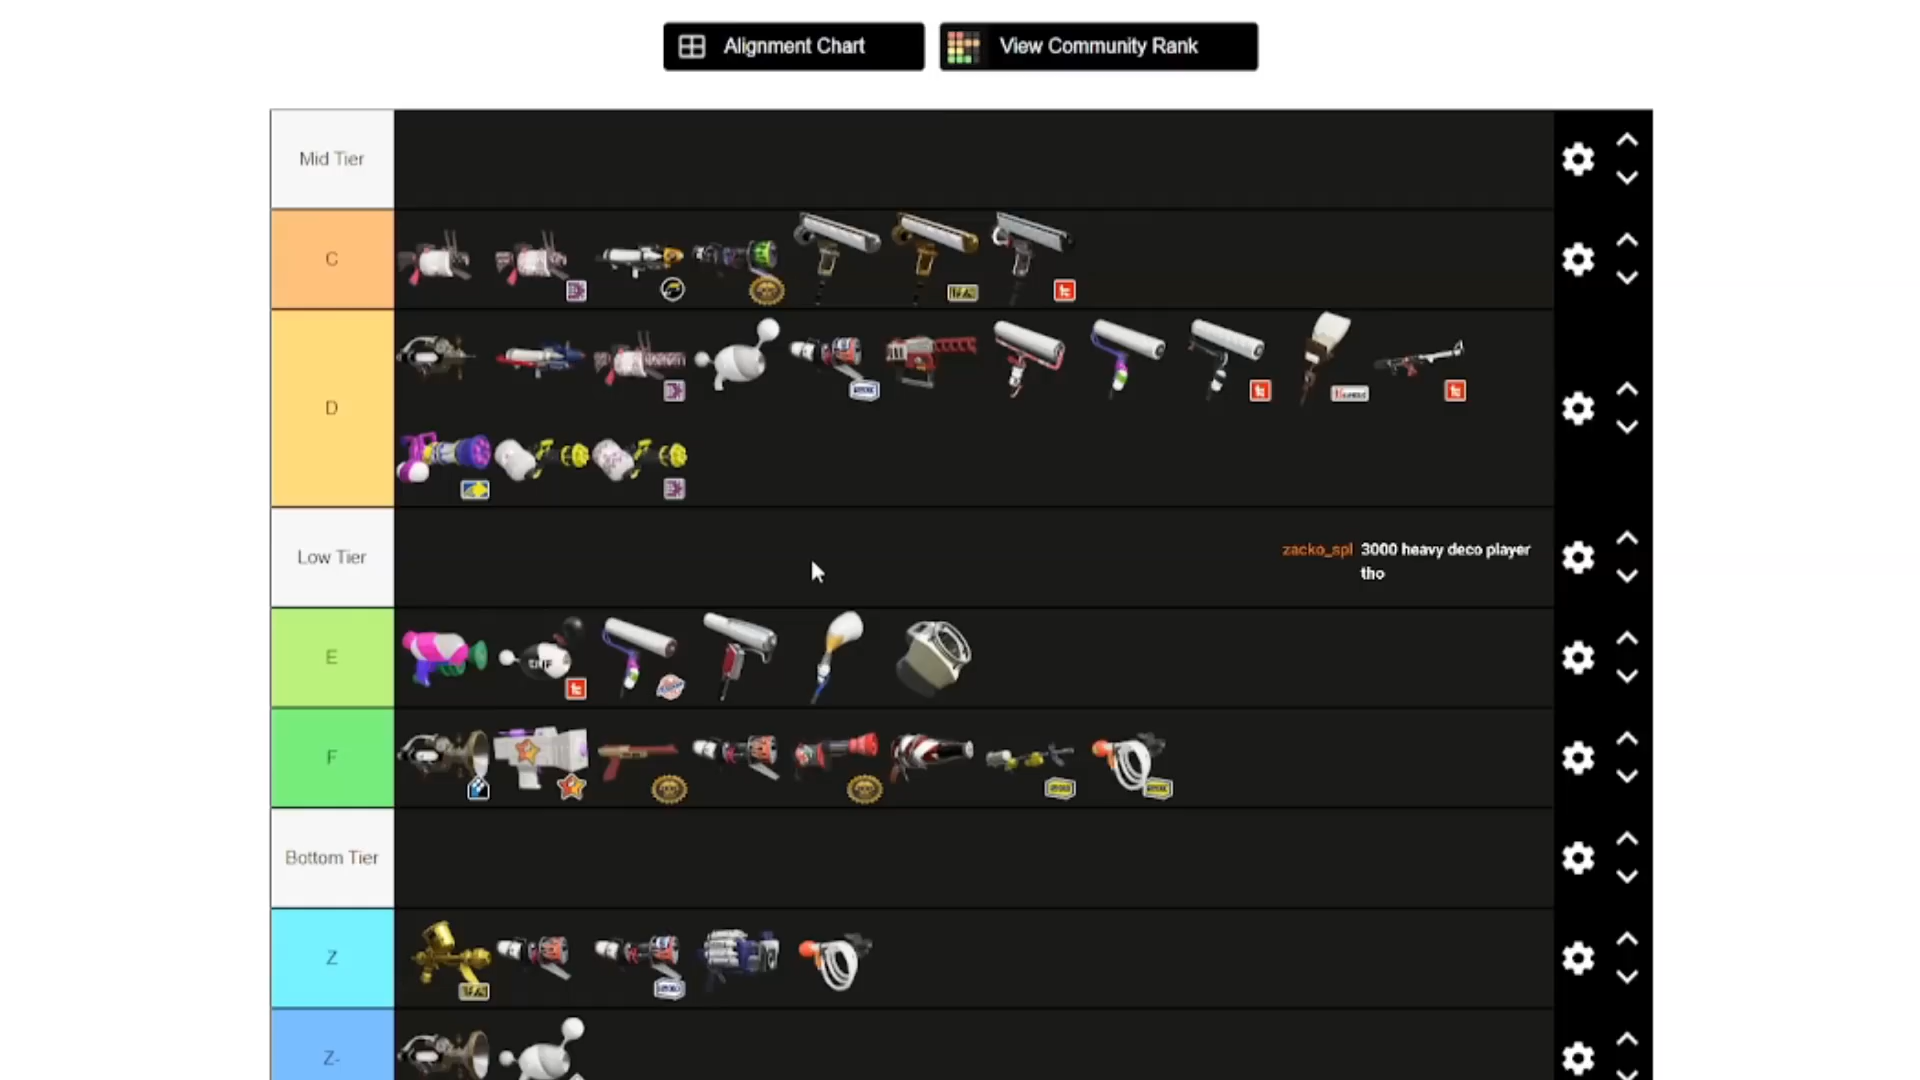 Alignment Chart
View Community Rank
Mid Tier
C
D
Low Tier
zacko_spl 3000 heavy deco player
tho
E
F
Bottom Tier
Z
Z-